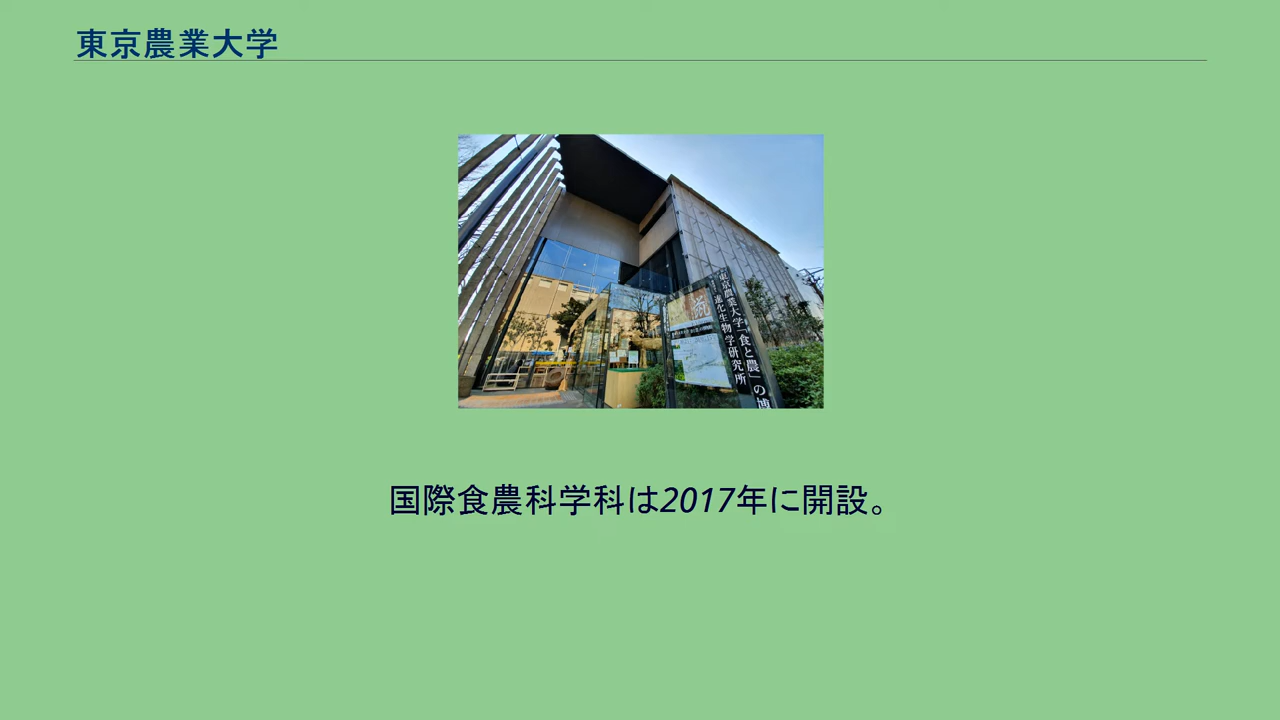 東京農業大学
東京農業大学「食と農」の博
進化生物学研究所
国際食農科学科は2017年に開設。